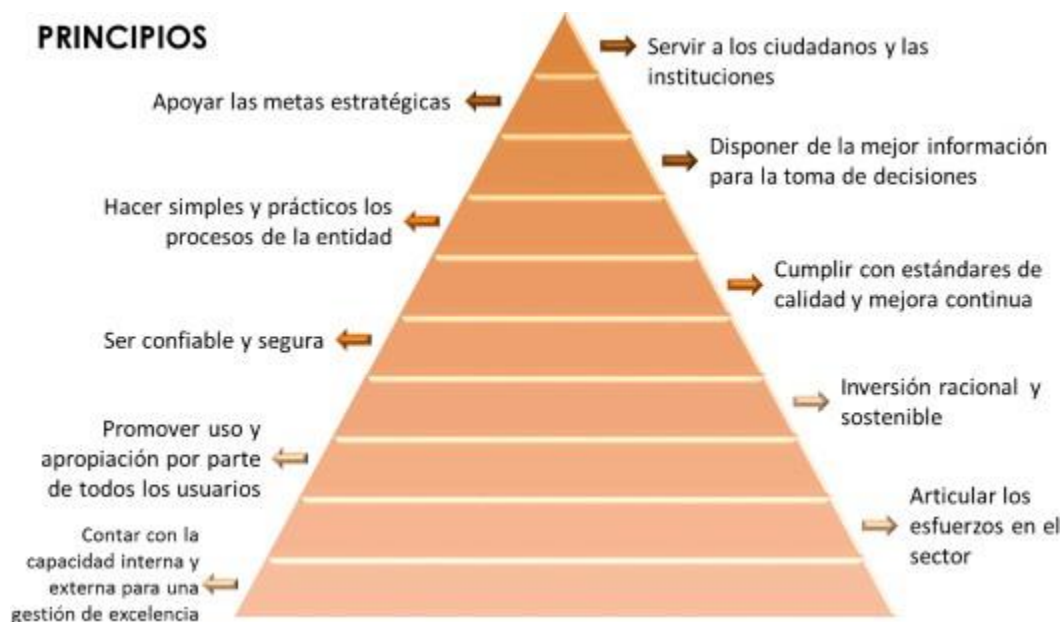 PRINCIPIOS
Servir a los ciudadanos y las
instituciones
Apoyar las metas estratégicas
Disponer de la mejor información
para la toma de decisiones
Hacer simples y prácticos los
procesos de la entidad
Cumplir con estándares de
calidad y mejora continua
Ser confiable y segura
Inversión racional y
sostenible
Promover uso y
apropiación por parte
de todos los usuarios
Articular los
esfuerzos en el
sector
Contar con la
capacidad interna y
externa para una
gestión de excelencia